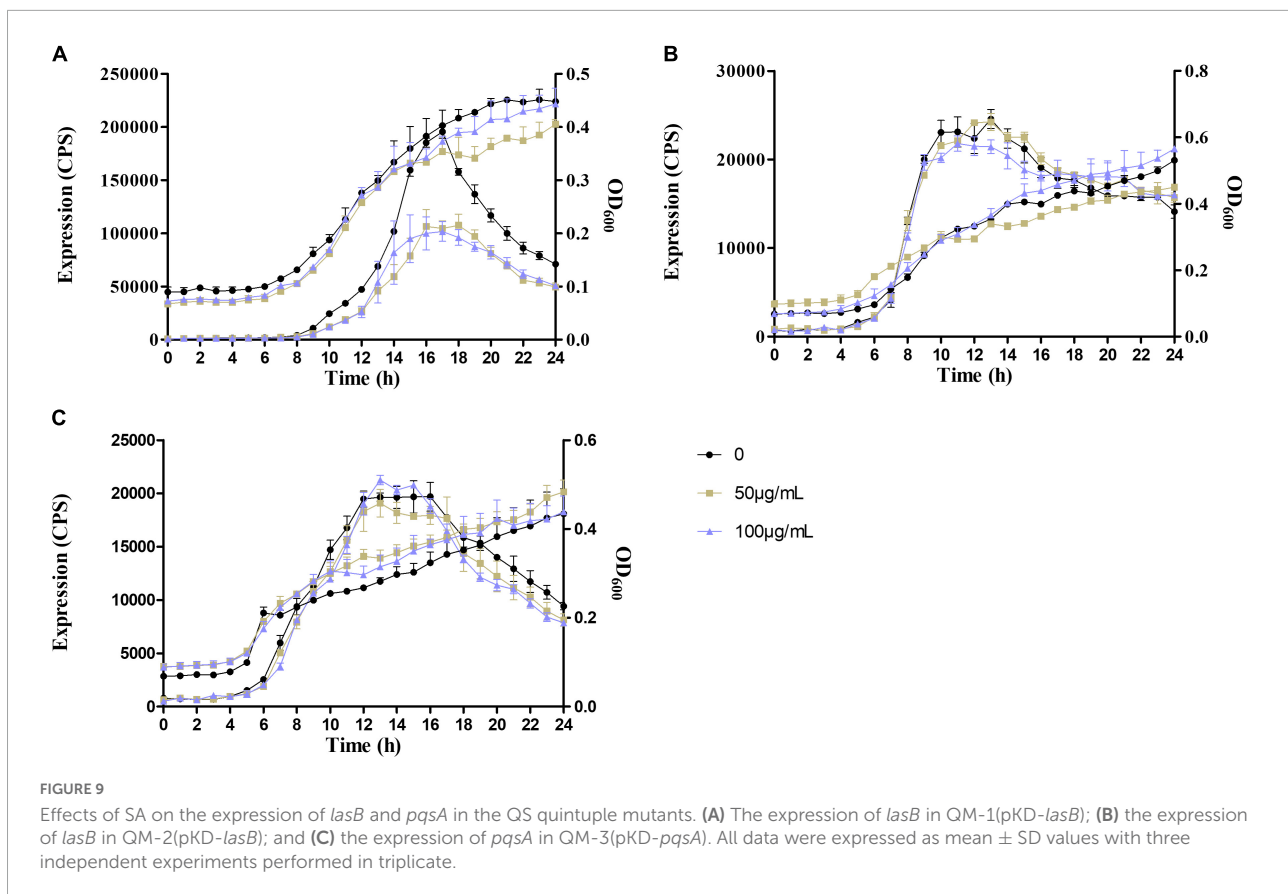 A
Expression (CPS)
250000
200000
150000
100000
50000
0
0.5
0.4
0.3
0.2
0.1
0.0
OD600
0 2 4 6 8 10 12 14 16 18 20 22 24
Time (h)
B
Expression (CPS)
30000
20000
10000
0
0.8
0.6
0.4
0.2
0.0
OD600
0 2 4 6 8 10 12 14 16 18 20 22 24
Time (h)
C
Expression (CPS)
25000
20000
15000
10000
5000
0
0.6
0.4
0.2
0.0
OD600
0 2 4 6 8 10 12 14 16 18 20 22 24
Time (h)
0
50μg/mL
100μg/mL
FIGURE 9
Effects of SA on the expression of lasB and pqsA in the QS quintuple mutants. (A) The expression of lasB in QM-1(pKD-lasB); (B) the expression
of lasB in QM-2(pKD-lasB); and (C) the expression of pqsA in QM-3(pKD-pqsA). All data were expressed as mean ± SD values with three
independent experiments performed in triplicate.